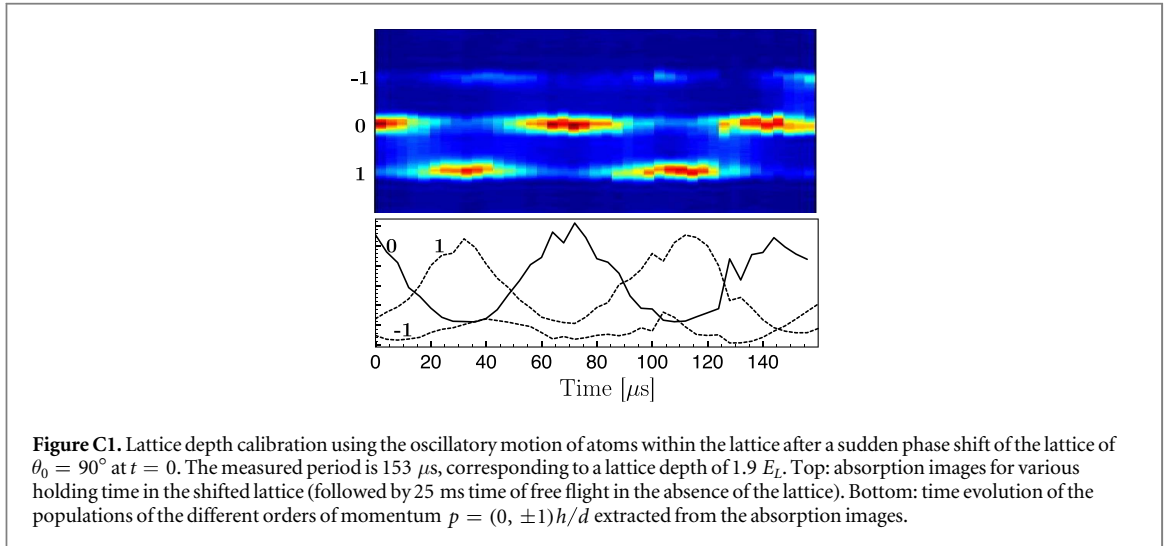 -1
0
1
0
1
-1
0 20 40 60 80 100 120 140
Time [μs]
Figure C1. Lattice depth calibration using the oscillatory motion of atoms within the lattice after a sudden phase shift of the lattice of
θ₀ = 90° at t = 0. The measured period is 153 μs, corresponding to a lattice depth of 1.9 E_L. Top: absorption images for various
holding time in the shifted lattice (followed by 25 ms time of free flight in the absence of the lattice). Bottom: time evolution of the
populations of the different orders of momentum p = (0, ±1)h/d extracted from the absorption images.